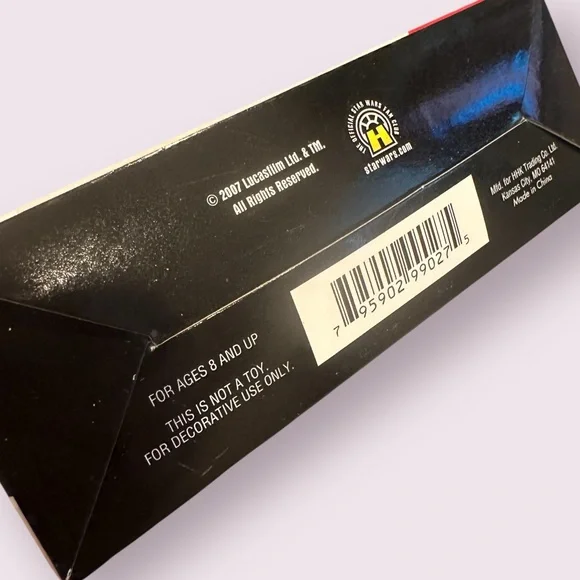 © 2007 Lucasfilm Ltd. & TM.
All Rights Reserved.
THE OFFICIAL STAR WARS FAN CLUB
H
starwars.com
Mfd. for HHK Trading Co. Ltd.
Kansas City, MO 64141
Made in China
7 95902 99027 5
FOR AGES 8 AND UP
THIS IS NOT A TOY.
FOR DECORATIVE USE ONLY.